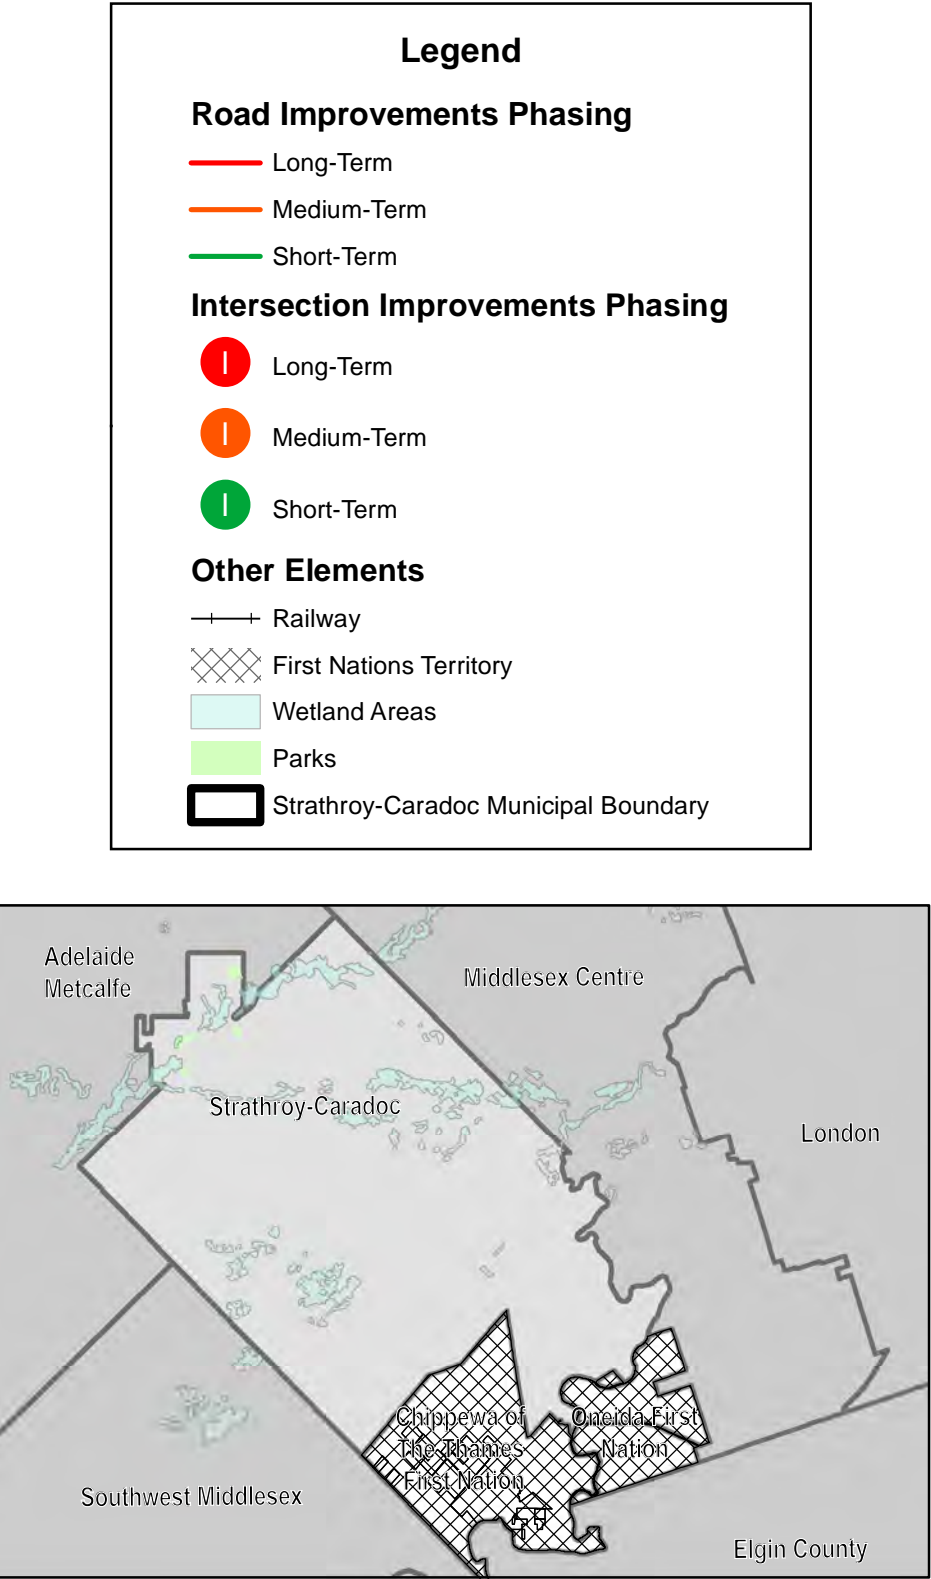 Legend
Road Improvements Phasing
Long-Term
Medium-Term
Short-Term
Intersection Improvements Phasing
I Long-Term
I Medium-Term
I Short-Term
Other Elements
Railway
First Nations Territory
Wetland Areas
Parks
Strathroy-Caradoc Municipal Boundary
Adelaide
Metcalfe
Middlesex Centre
Strathroy-Caradoc
London
Chippewa of
The Thames
First Nation
Oneida First
Nation
Southwest Middlesex
Elgin County